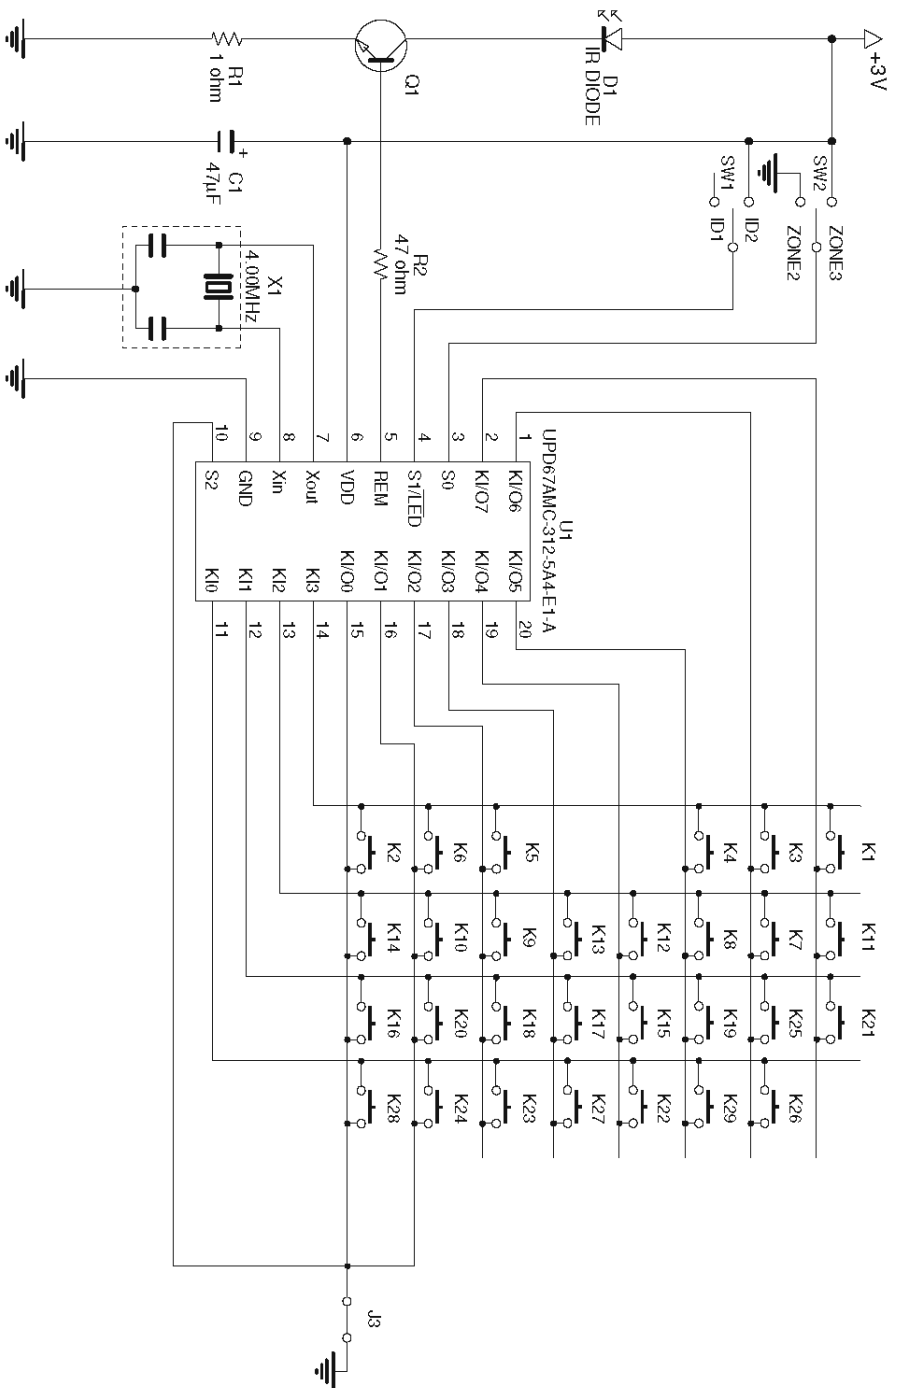 +3V
D1
IR DIODE
Q1
R1
1 ohm
C1
+
47µF
SW2
ZONE3
ZONE2
SW1
ID2
ID1
R2
47 ohm
X1
4.00MHz
U1
UPD67AMC-312-5A4-E1-A
1 KI/O6
2 KI/O7
3 S0
4 S1/LED
5 REM
6 VDD
7 Xout
8 Xin
9 GND
10 S2
KI/O5 20
KI/O4 19
KI/O3 18
KI/O2 17
KI/O1 16
KI/O0 15
KI3 14
KI2 13
KI1 12
KI0 11
K2 K6 K5 K4 K3 K1
K14 K10 K9 K13 K12 K8 K7 K11
K16 K20 K18 K17 K15 K19 K25 K21
K28 K24 K23 K27 K22 K29 K26
J3